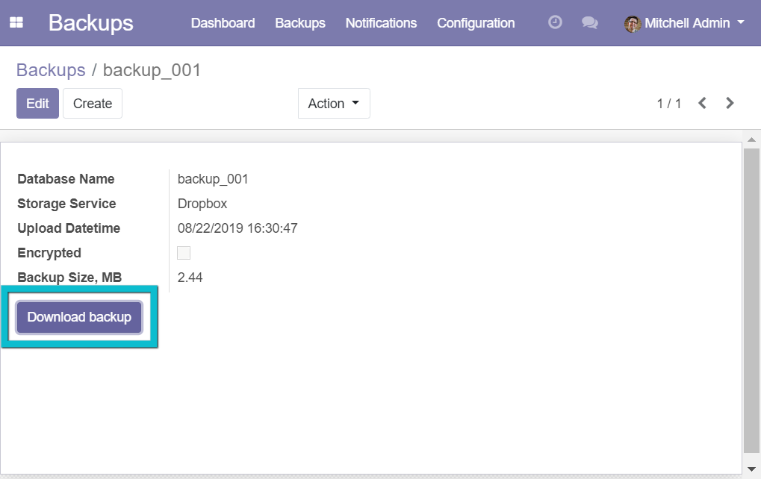 Backups Dashboard Backups Notifications Configuration Mitchell Admin
Backups / backup_001
Edit Create Action 1 / 1
Database Name backup_001
Storage Service Dropbox
Upload Datetime 08/22/2019 16:30:47
Encrypted
Backup Size, MB 2.44
Download backup